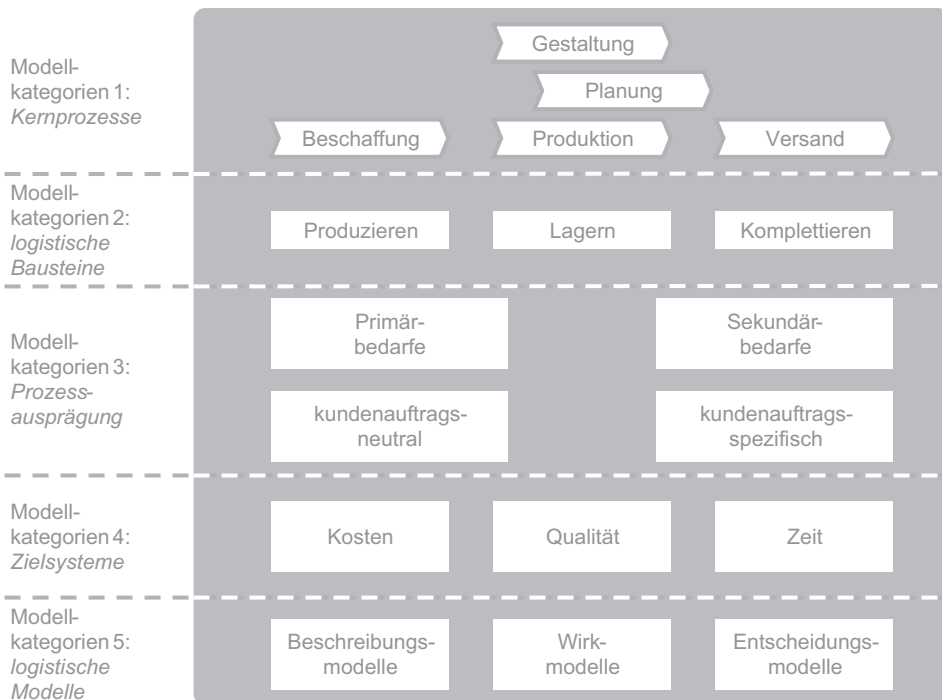 Modell-
kategorien 1:
Kernprozesse
Gestaltung
Planung
Beschaffung
Produktion
Versand
Modell-
kategorien 2:
logistische
Bausteine
Produzieren
Lagern
Komplettieren
Modell-
kategorien 3:
Prozess-
ausprägung
Primär-
bedarfe
Sekundär-
bedarfe
kundenauftrags-
neutral
kundenauftrags-
spezifisch
Modell-
kategorien 4:
Zielsysteme
Kosten
Qualität
Zeit
Modell-
kategorien 5:
logistische
Modelle
Beschreibungs-
modelle
Wirk-
modelle
Entscheidungs-
modelle